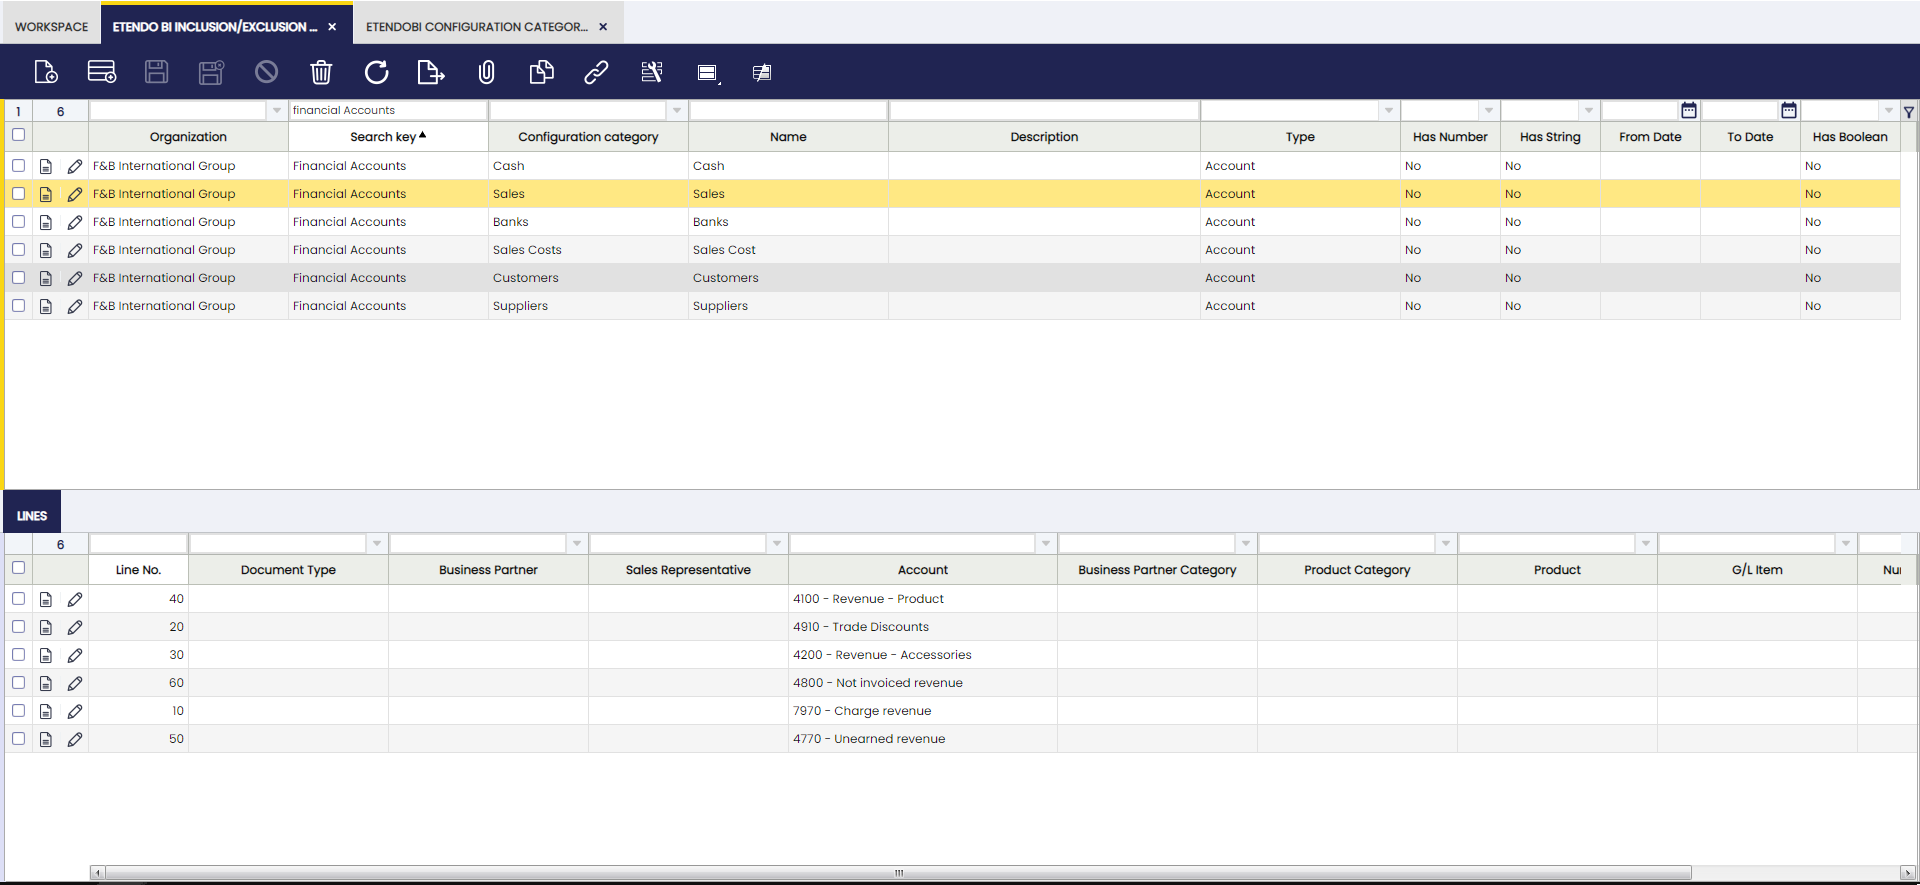 WORKSPACE ETENDO BI INCLUSION/EXCLUSION ... × ETENDOBI CONFIGURATION CATEGOR... ×
1 6 financial Accounts
Organization Search key Configuration category Name Description Type Has Number Has String From Date To Date Has Boolean
F&B International Group Financial Accounts Cash Cash Account No No No
F&B International Group Financial Accounts Sales Sales Account No No No
F&B International Group Financial Accounts Banks Banks Account No No No
F&B International Group Financial Accounts Sales Costs Sales Cost Account No No No
F&B International Group Financial Accounts Customers Customers Account No No No
F&B International Group Financial Accounts Suppliers Suppliers Account No No No
LINES
6
Line No. Document Type Business Partner Sales Representative Account Business Partner Category Product Category Product G/L Item Nu
40 4100 - Revenue - Product
20 4910 - Trade Discounts
30 4200 - Revenue - Accessories
60 4800 - Not invoiced revenue
10 7970 - Charge revenue
50 4770 - Unearned revenue